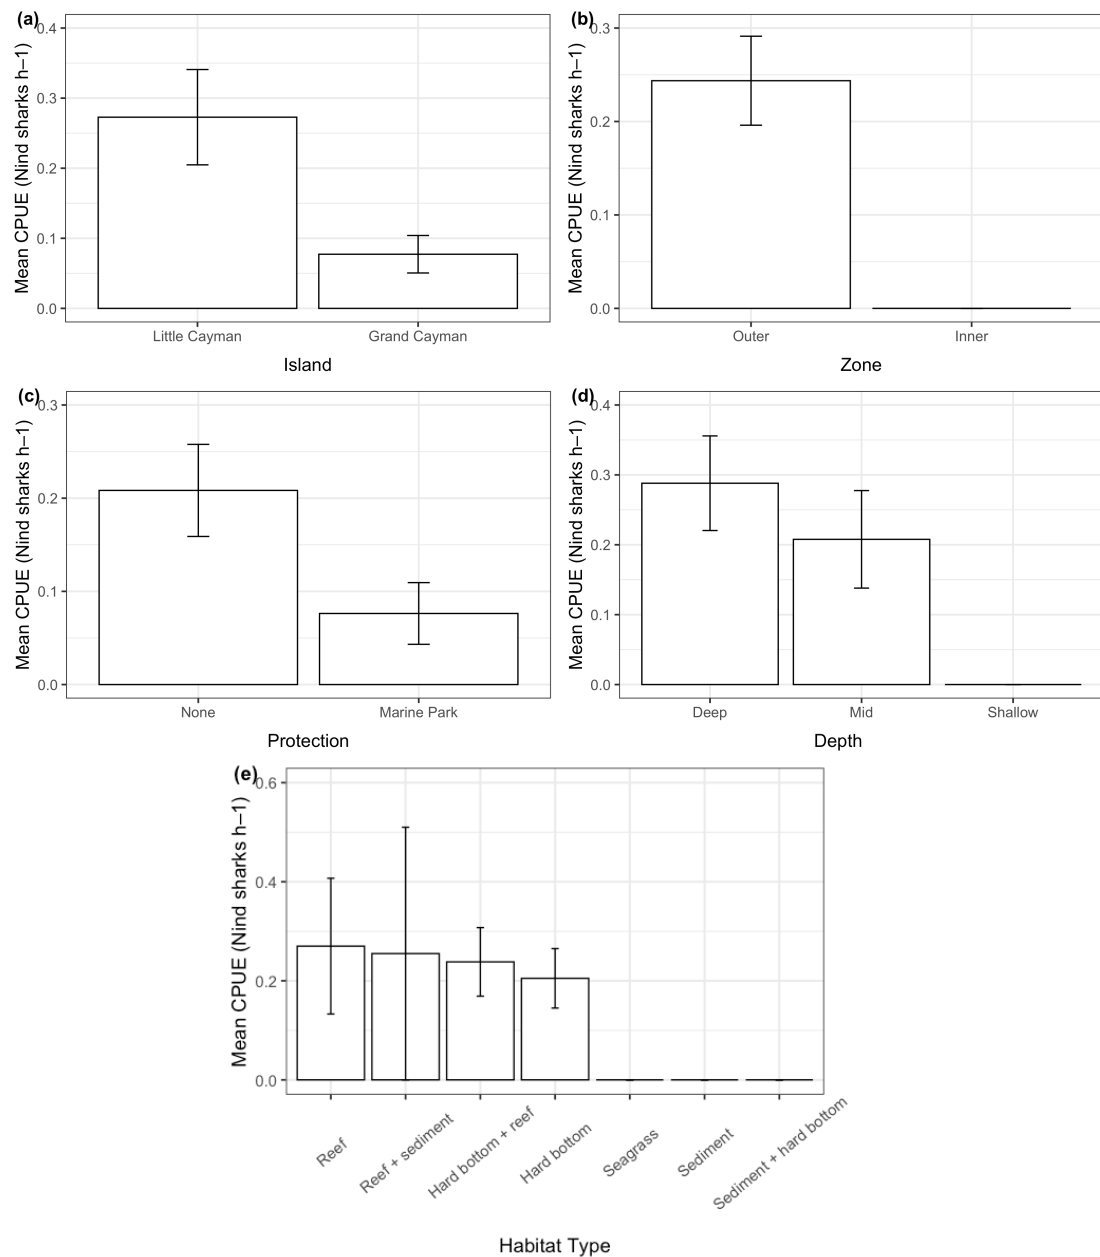 (a)
Mean CPUE (Nind sharks h−1)
0.4
0.3
0.2
0.1
0.0
Little Cayman
Grand Cayman
Island
(b)
Mean CPUE (Nind sharks h−1)
0.3
0.2
0.1
0.0
Outer
Inner
Zone
(c)
Mean CPUE (Nind sharks h−1)
0.3
0.2
0.1
0.0
None
Marine Park
Protection
(d)
Mean CPUE (Nind sharks h−1)
0.4
0.3
0.2
0.1
0.0
Deep
Mid
Shallow
Depth
(e)
Mean CPUE (Nind sharks h−1)
0.6
0.4
0.2
0.0
Reef
Reef + sediment
Hard bottom + reef
Hard bottom
Seagrass
Sediment
Sediment + hard bottom
Habitat Type